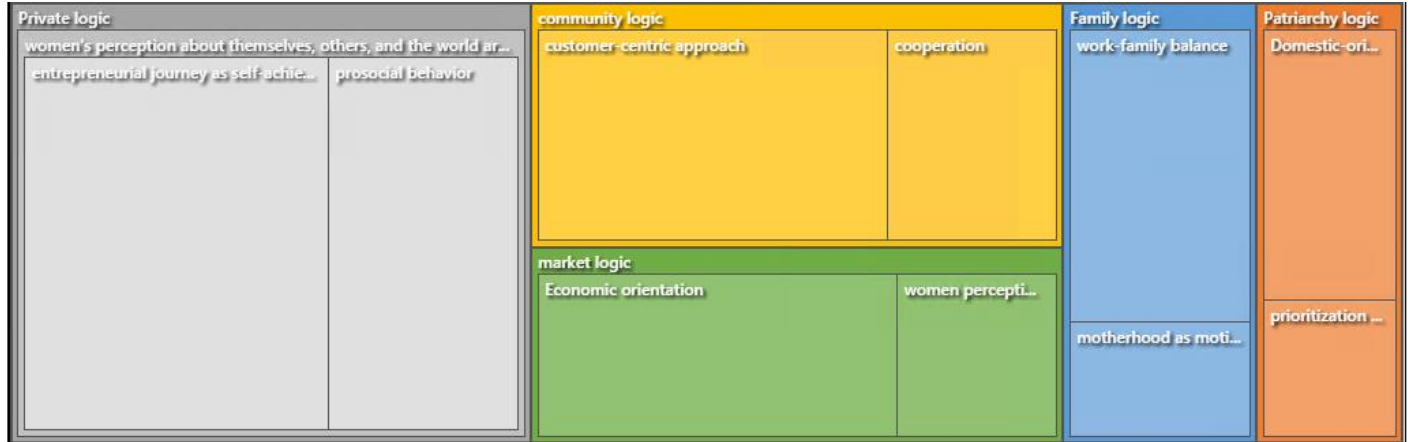 Private logic
women's perception about themselves, others, and the world ar...
entrepreneurial journey as self-achie...
prosocial behavior
community logic
customer-centric approach
cooperation
market logic
Economic orientation
women percepti...
Family logic
work-family balance
motherhood as moti...
Patriarchy logic
Domestic-ori...
prioritization ...